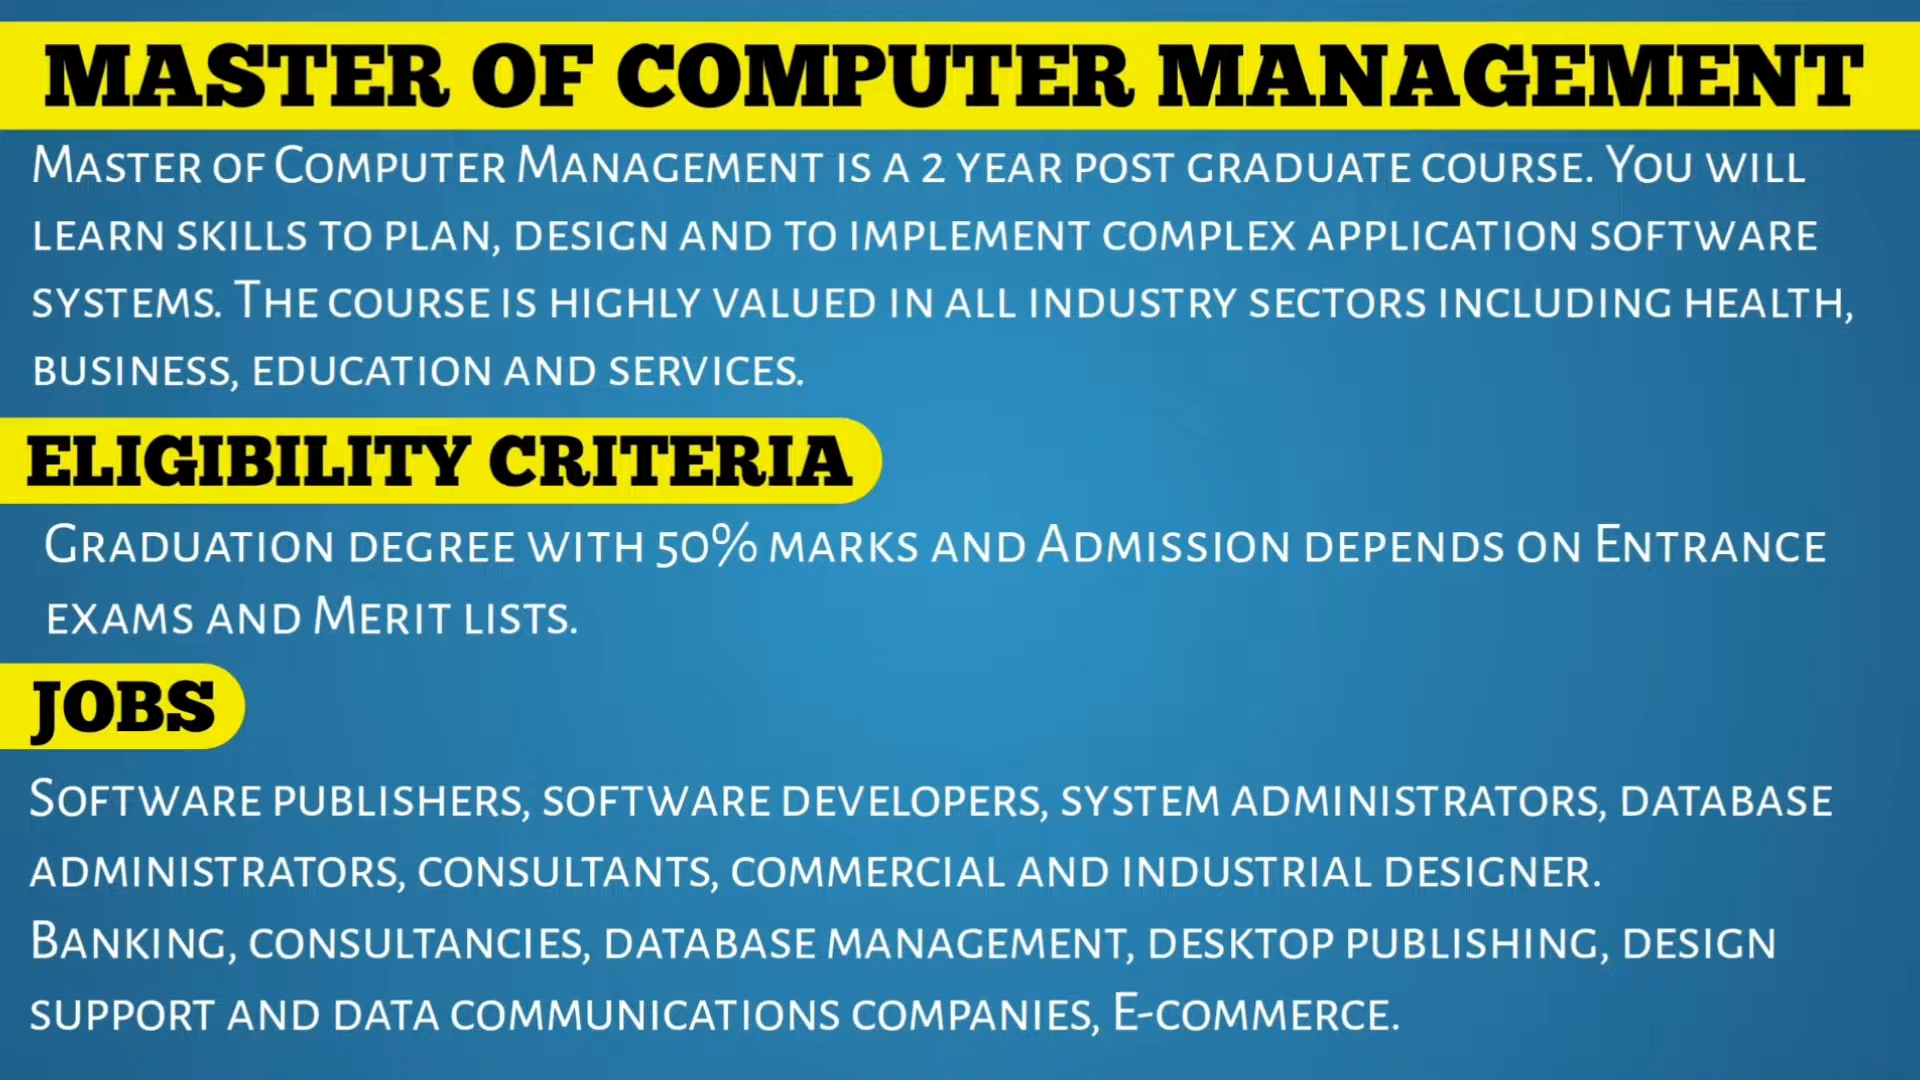 MASTER OF COMPUTER MANAGEMENT
Master of Computer Management is a 2 year post graduate course. You will
learn skills to plan, design and to implement complex application software
systems. The course is highly valued in all industry sectors including health,
business, education and services.
ELIGIBILITY CRITERIA
Graduation degree with 50% marks and Admission depends on Entrance
exams and Merit lists.
JOBS
Software publishers, software developers, system administrators, database
administrators, consultants, commercial and industrial designer.
Banking, consultancies, database management, desktop publishing, design
support and data communications companies, E-commerce.